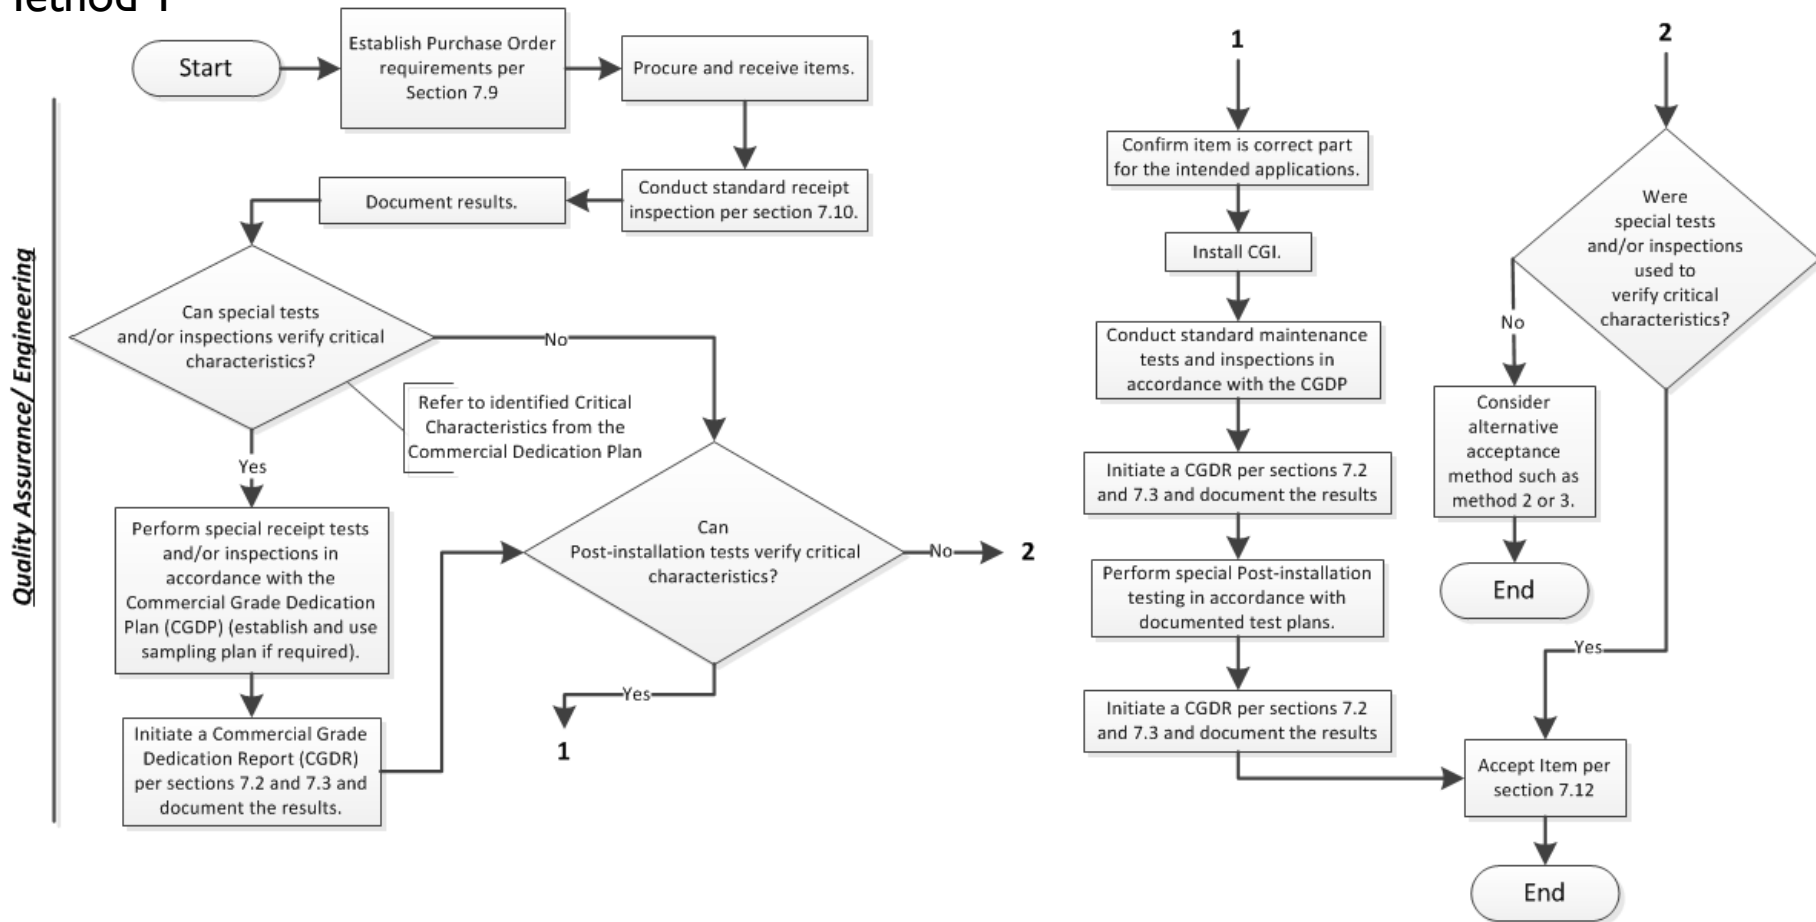 Method 1
Start
Establish Purchase Order
requirements per
Section 7.9
Procure and receive items.
Conduct standard receipt
inspection per section 7.10.
Document results.
Quality Assurance/ Engineering
Can special tests
and/or inspections verify critical
characteristics?
No
Refer to identified Critical
Characteristics from the
Commercial Dedication Plan
Yes
Perform special receipt tests
and/or inspections in
accordance with the
Commercial Grade Dedication
Plan (CGDP) (establish and use
sampling plan if required).
Initiate a Commercial Grade
Dedication Report (CGDR)
per sections 7.2 and 7.3 and
document the results.
Can
Post-installation tests verify critical
characteristics?
No
2
Yes
1
1
Confirm item is correct part
for the intended applications.
Install CGI.
Conduct standard maintenance
tests and inspections in
accordance with the CGDP
Initiate a CGDR per sections 7.2
and 7.3 and document the results
Perform special Post-installation
testing in accordance with
documented test plans.
Initiate a CGDR per sections 7.2
and 7.3 and document the results
2
Were
special tests
and/or inspections
used to
verify critical
characteristics?
No
Consider
alternative
acceptance
method such as
method 2 or 3.
End
Yes
Accept Item per
section 7.12
End